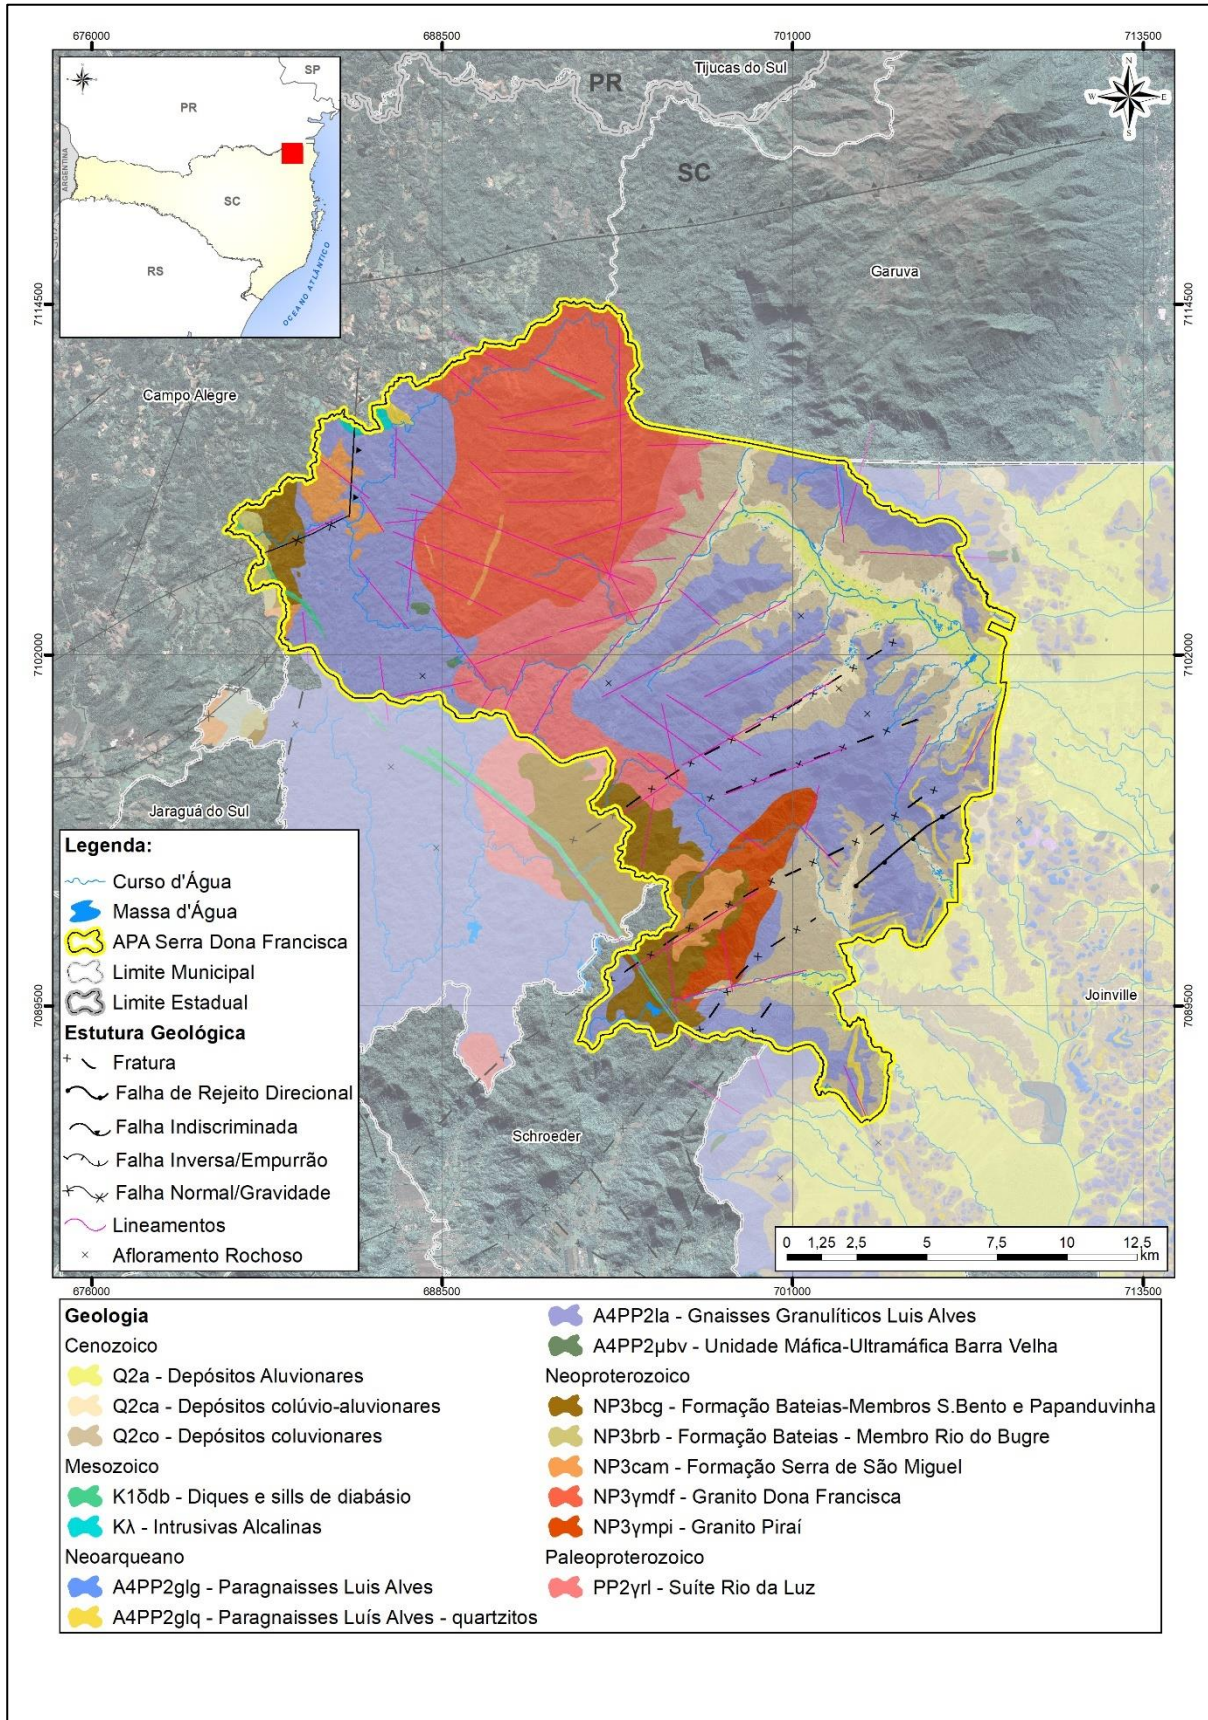 676000
688500
701000
713500
SP
PR
ARGENTINA
SC
RS
OCEANO ATLÂNTICO
Tijucas do Sul
PR
SC
N
W
E
S
Garuva
7114500
7114500
Campo Alegre
7102000
7102000
Jaraguá do Sul
7089500
7089500
Joinville
Schroeder
Legenda:
Curso d'Água
Massa d'Água
APA Serra Dona Francisca
Limite Municipal
Limite Estadual
Estutura Geológica
Fratura
Falha de Rejeito Direcional
Falha Indiscriminada
Falha Inversa/Empurrão
Falha Normal/Gravidade
Lineamentos
Afloramento Rochoso
0 1,25 2,5 5 7,5 10 12,5
km
676000
688500
701000
713500
Geologia
Cenozoico
Q2a - Depósitos Aluvionares
Q2ca - Depósitos colúvio-aluvionares
Q2co - Depósitos coluvionares
Mesozoico
K1δdb - Diques e sills de diabásio
Kλ - Intrusivas Alcalinas
Neoarqueano
A4PP2glg - Paragnaisses Luis Alves
A4PP2glq - Paragnaisses Luís Alves - quartzitos
A4PP2la - Gnaisses Granulíticos Luis Alves
A4PP2μbv - Unidade Máfica-Ultramáfica Barra Velha
Neoproterozoico
NP3bcg - Formação Bateias-Membros S.Bento e Papanduvinha
NP3brb - Formação Bateias - Membro Rio do Bugre
NP3cam - Formação Serra de São Miguel
NP3γmdf - Granito Dona Francisca
NP3γmpi - Granito Piraí
Paleoproterozoico
PP2γrl - Suíte Rio da Luz